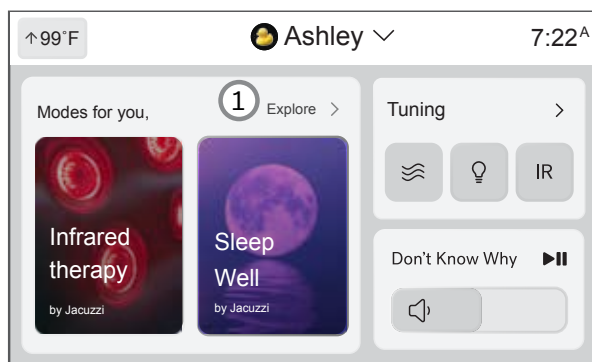 ↑99°F
Ashley
7:22ᴬ
Modes for you,
1
Explore >
Infrared
therapy
by Jacuzzi
Sleep
Well
by Jacuzzi
Tuning >
IR
Don't Know Why